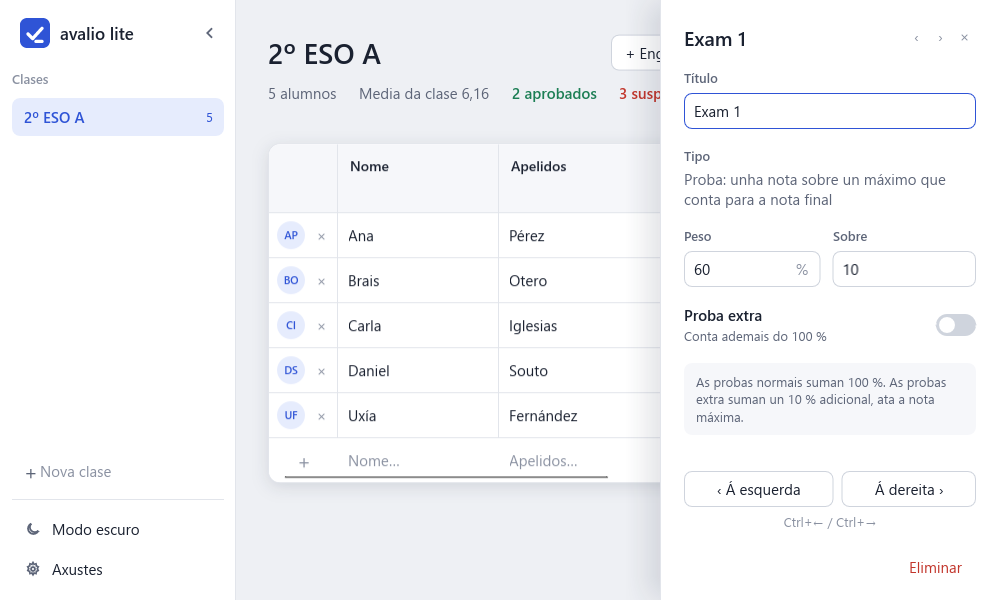 avalio lite
Clases
2º ESO A 5
+ Nova clase
Modo escuro
Axustes
2º ESO A
5 alumnos Media da clase 6,16 2 aprobados 3
+
Nome Apelidos
AP × Ana Pérez
BO × Brais Otero
CI × Carla Iglesias
DS × Daniel Souto
UF × Uxía Fernández
+ Nome... Apelidos...
Exam 1 ‹ › ×
Título
Exam 1
Tipo
Proba: unha nota sobre un máximo que
conta para a nota final
Peso Sobre
60 % 10
Proba extra
Conta ademais do 100 %
As probas normais suman 100 %. As probas
extra suman un 10 % adicional, ata a nota
máxima.
‹ Á esquerda Á dereita ›
Ctrl+← / Ctrl+→
Eliminar